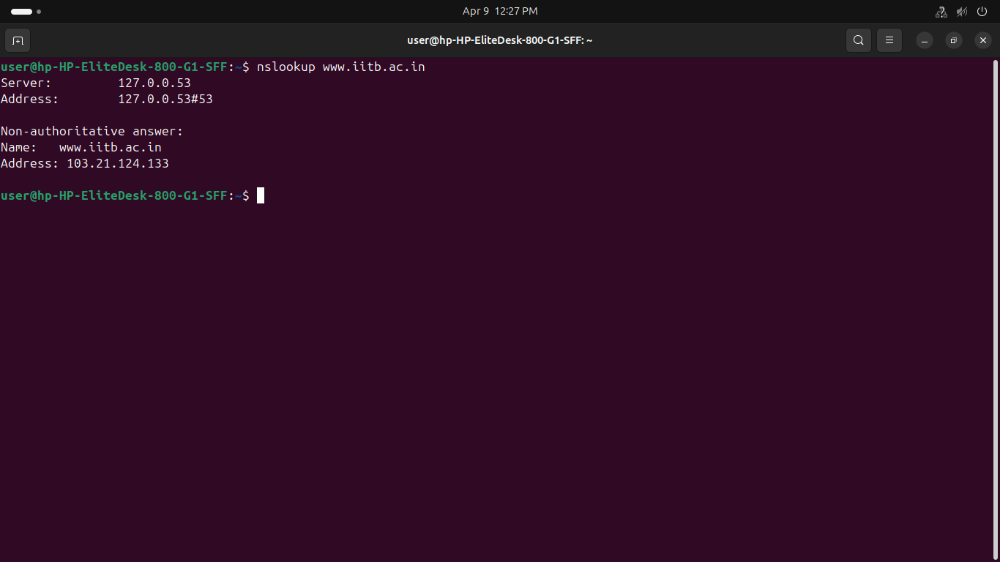 Apr 9 12:27 PM
user@hp-HP-EliteDesk-800-G1-SFF: ~
user@hp-HP-EliteDesk-800-G1-SFF:~$ nslookup www.iitb.ac.in
Server:		127.0.0.53
Address:	127.0.0.53#53

Non-authoritative answer:
Name:	www.iitb.ac.in
Address: 103.21.124.133

user@hp-HP-EliteDesk-800-G1-SFF:~$